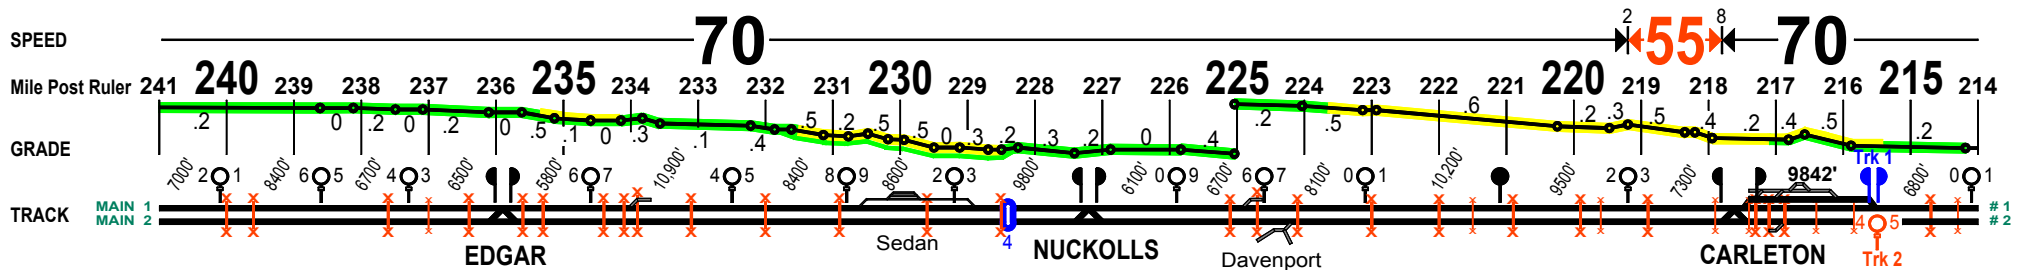 2 8
SPEED 70 55 70
Mile Post Ruler 241 240 239 238 237 236 235 234 233 232 231 230 229 228 227 226 225 224 223 222 221 220 219 218 217 216 215 214
GRADE .2 0 .2 0 .2 0 .5 .1 0 .3 .1 .4 .5 .2 .5 .5 0 .3 .2 .3 .2 0 .4 .2 .5 .6 .2 .3 .5 .4 .2 .4 .5 .2
7000' 8400' 6700' 6500' 5800' 10,900' 8400' 8600' 9800' 6100' 6700' 8100' 10,200' 9500' 7300' 9842' Trk 1 6800'
2 1 6 5 4 3 6 7 4 5 8 9 2 3 0 9 6 7 0 1 2 3 0 1
TRACK MAIN 1 # 1
MAIN 2 # 2
4 5
4
EDGAR Sedan NUCKOLLS Davenport CARLETON Trk 2